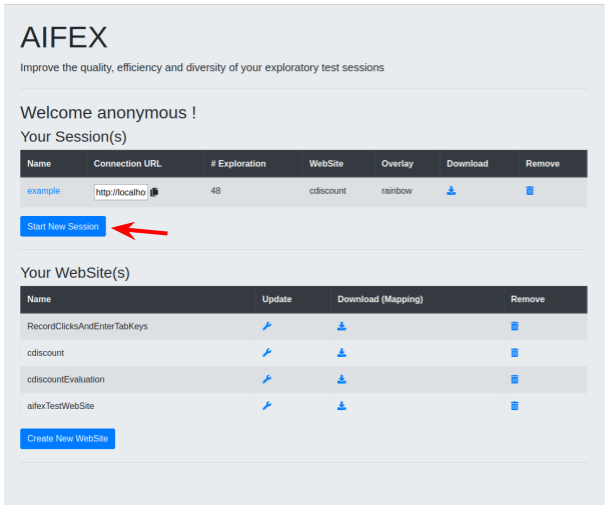 AIFEX
Improve the quality, efficiency and diversity of your exploratory test sessions
Welcome anonymous !
Your Session(s)
Name Connection URL # Exploration WebSite Overlay Download Remove
example http://localho 48 cdiscount rainbow
Start New Session
Your WebSite(s)
Name Update Download (Mapping) Remove
RecordClicksAndEnterTabKeys
cdiscount
cdiscountEvaluation
aifexTestWebSite
Create New WebSite